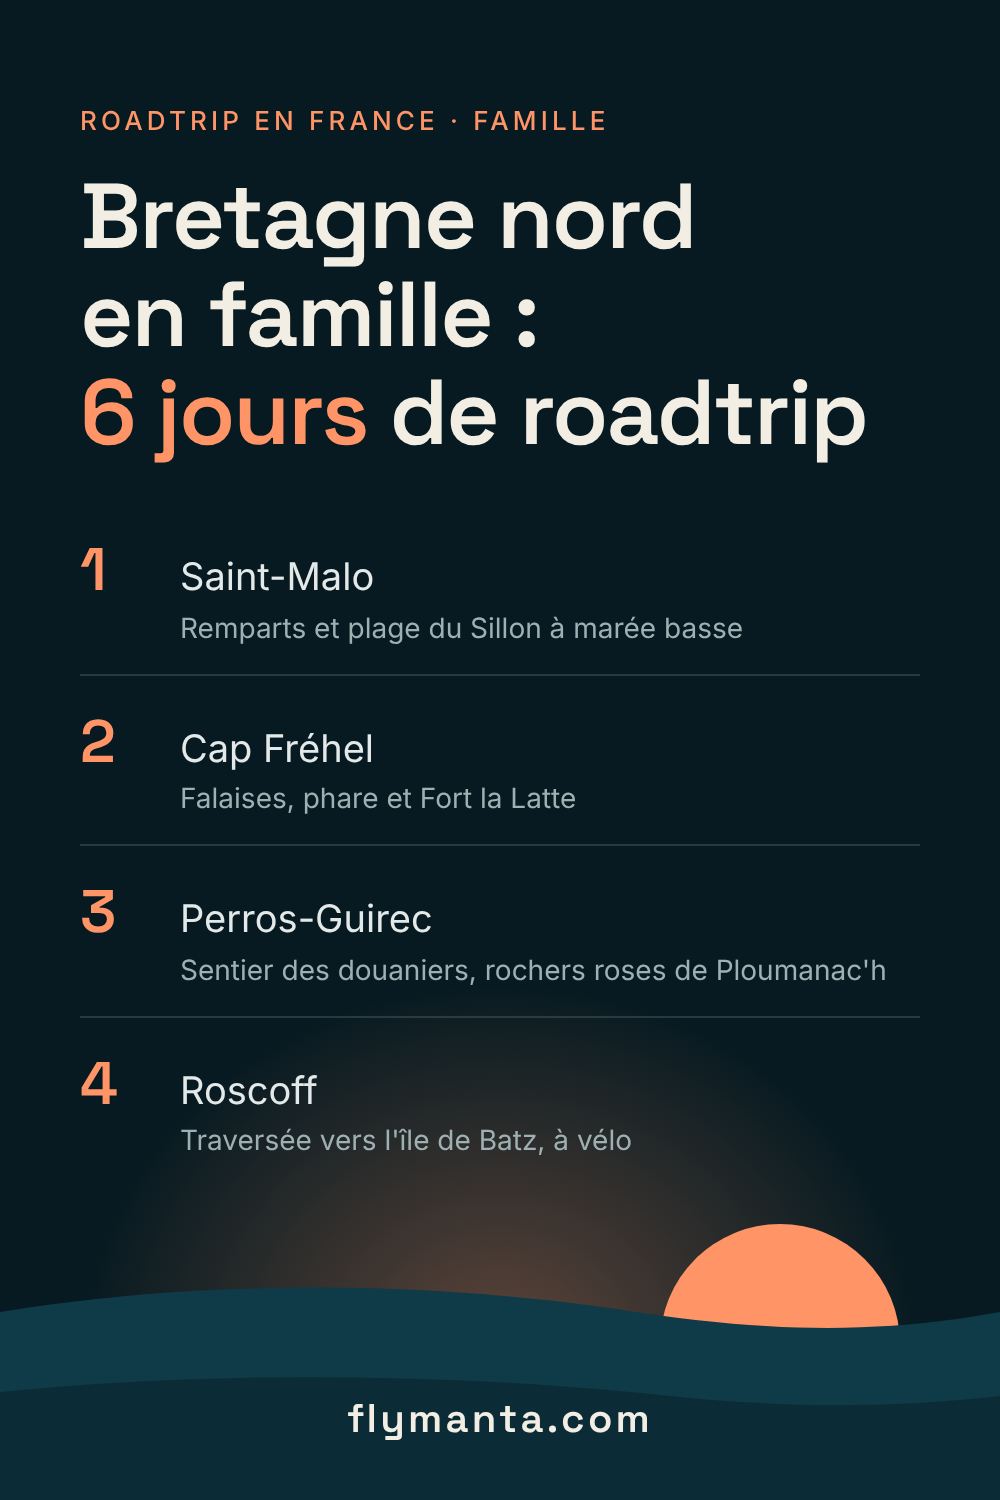 ROADTRIP EN FRANCE · FAMILLE
Bretagne nord
en famille :
6 jours de roadtrip
1
Saint-Malo
Remparts et plage du Sillon à marée basse
2
Cap Fréhel
Falaises, phare et Fort la Latte
3
Perros-Guirec
Sentier des douaniers, rochers roses de Ploumanac'h
4
Roscoff
Traversée vers l'île de Batz, à vélo
flymanta.com